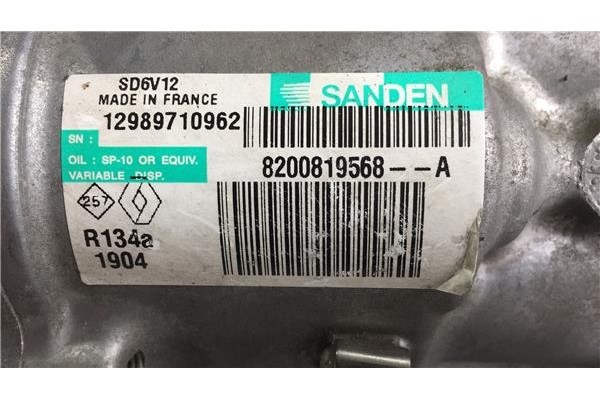 SD6V12
MADE IN FRANCE
SANDEN
12989710962
SN :
OIL : SP-10 OR EQUIV.
VARIABLE DISP.
8200819568--A
257
R134a
1904